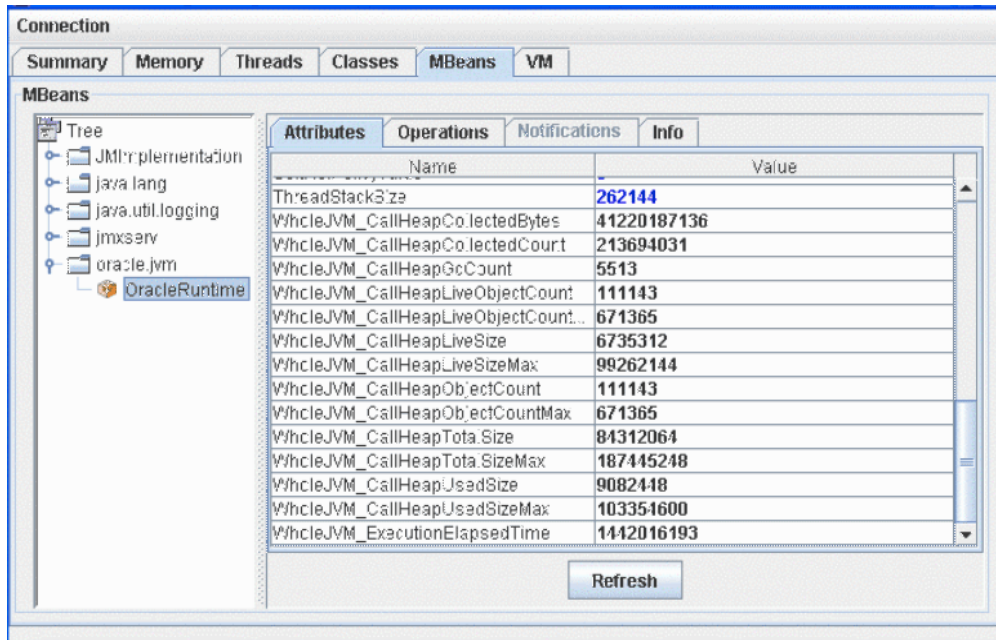 Connection
Summary Memory Threads Classes MBeans VM
MBeans
Tree
JMImplementation
java.lang
java.util.logging
jmxserv
oracle.jvm
OracleRuntime
Attributes Operations Notifications Info
Name Value
ThreadStackSize 262144
WholeJVM_CallHeapCollectedBytes 41220187136
WholeJVM_CallHeapCollectedCount 213694031
WholeJVM_CallHeapGcCount 5513
WholeJVM_CallHeapLiveObjectCount 111143
WholeJVM_CallHeapLiveObjectCount... 671365
WholeJVM_CallHeapLiveSize 6735312
WholeJVM_CallHeapLiveSizeMax 99262144
WholeJVM_CallHeapObjectCount 111143
WholeJVM_CallHeapObjectCountMax 671365
WholeJVM_CallHeapTotalSize 84312064
WholeJVM_CallHeapTotalSizeMax 187445248
WholeJVM_CallHeapUsedSize 9082448
WholeJVM_CallHeapUsedSizeMax 103354600
WholeJVM_ExecutionElapsedTime 1442016193
Refresh